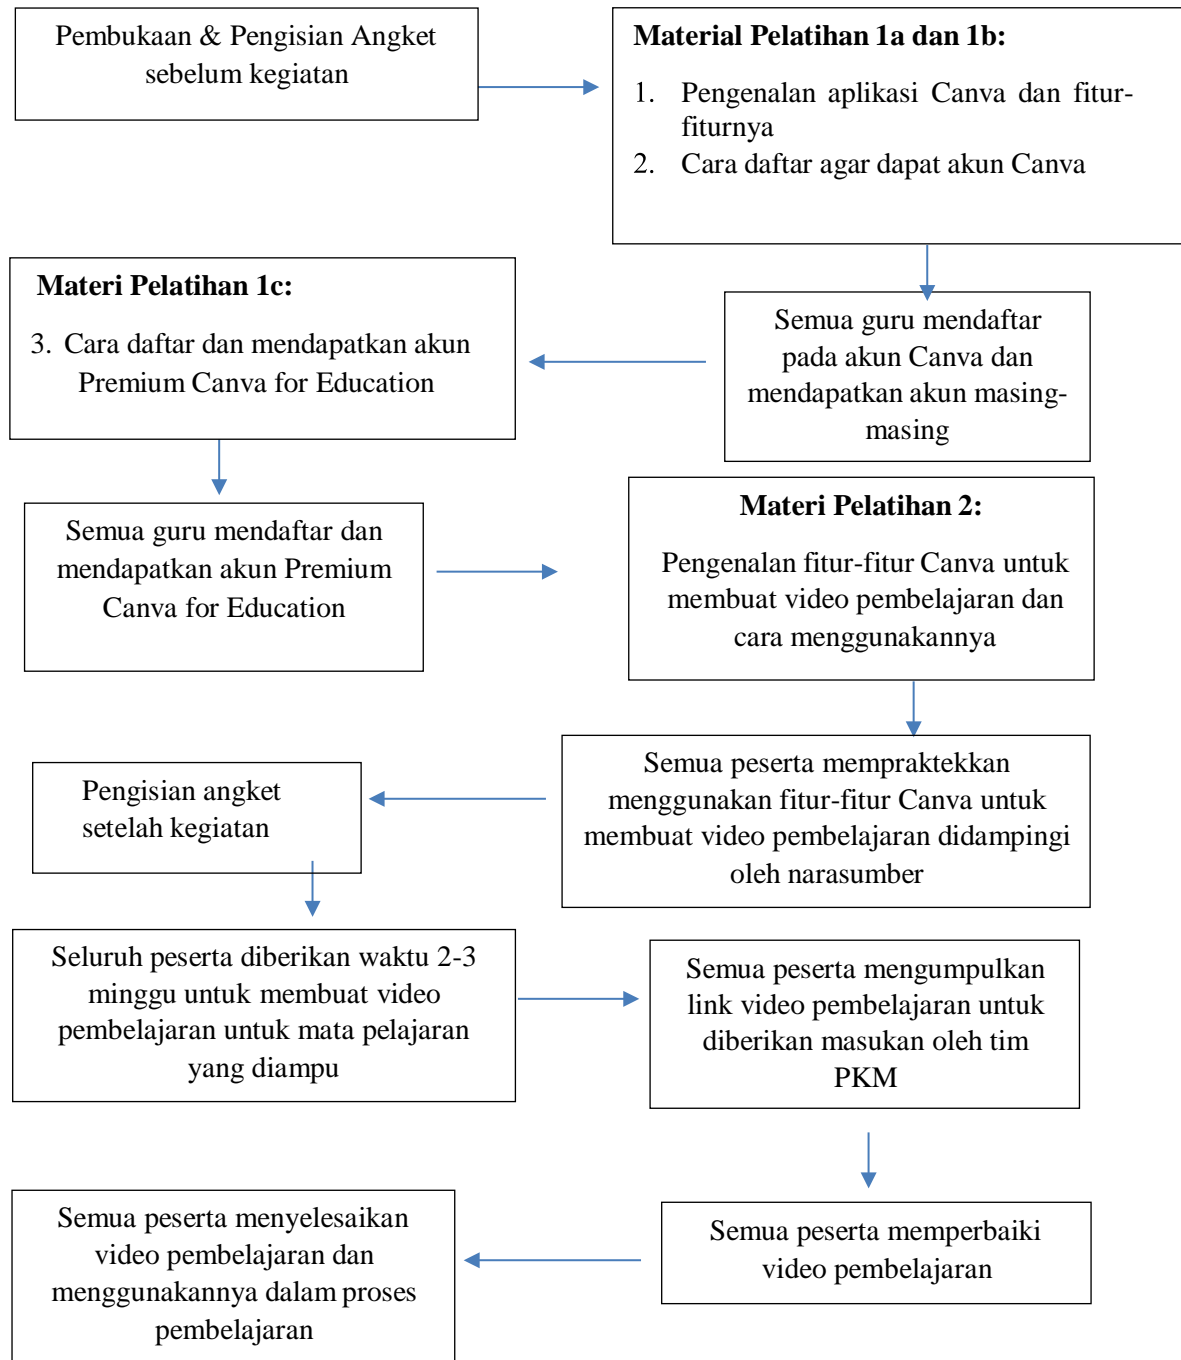 Pembukaan & Pengisian Angket
sebelum kegiatan
Material Pelatihan 1a dan 1b:
1. Pengenalan aplikasi Canva dan fitur-
fiturnya
2. Cara daftar agar dapat akun Canva
Semua guru mendaftar
pada akun Canva dan
mendapatkan akun masing-
masing
Materi Pelatihan 1c:
3. Cara daftar dan mendapatkan akun
Premium Canva for Education
Semua guru mendaftar dan
mendapatkan akun Premium
Canva for Education
Materi Pelatihan 2:
Pengenalan fitur-fitur Canva untuk
membuat video pembelajaran dan
cara menggunakannya
Semua peserta mempraktekkan
menggunakan fitur-fitur Canva untuk
membuat video pembelajaran didampingi
oleh narasumber
Pengisian angket
setelah kegiatan
Seluruh peserta diberikan waktu 2-3
minggu untuk membuat video
pembelajaran untuk mata pelajaran
yang diampu
Semua peserta mengumpulkan
link video pembelajaran untuk
diberikan masukan oleh tim
PKM
Semua peserta memperbaiki
video pembelajaran
Semua peserta menyelesaikan
video pembelajaran dan
menggunakannya dalam proses
pembelajaran